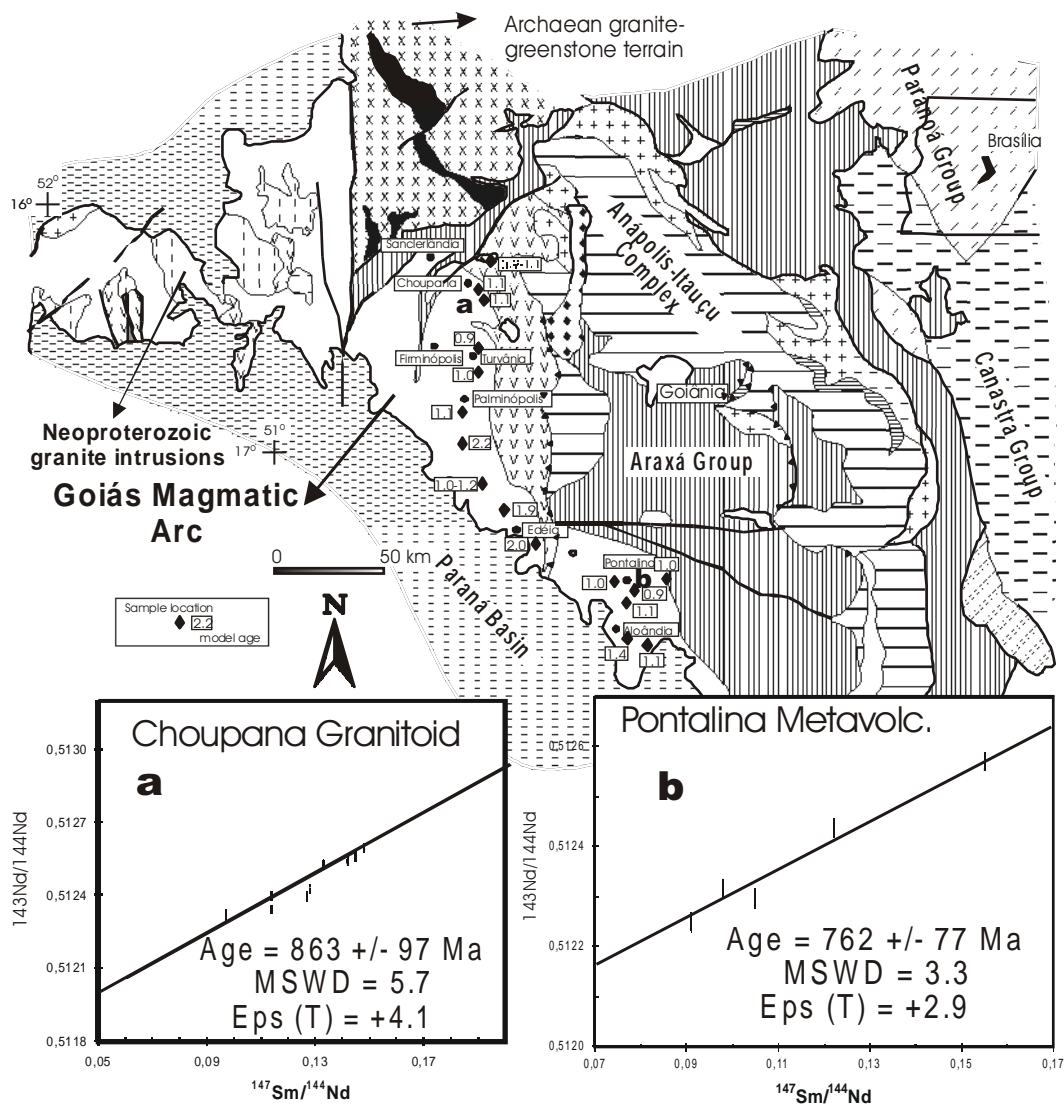 Archaean granite-
greenstone terrain
Paranoá Group
Brasília
52º
16º
Anápolis-Itauçu
Complex
Sanclerlândia
Choupana
1.1
a
1.1
0.9
Firminópolis
Turvânia
1.0
Goiânia
Canastra Group
Palminópolis
1.1
Neoproterozoic
granite intrusions
51º
17º
2.2
Araxá Group
Goiás Magmatic
Arc
1.0-1.2
1.9
Edéia
2.0
0
50 km
Paraná Basin
Pontalina
1.0
1.0
b
0.9
1.1
N
Sample location
2.2
model age
Aloândia
1.4
1.1
Choupana Granitoid
a
0,5130
0,5127
0,5124
0,5121
0,5118
143Nd/144Nd
Age = 863 +/- 97 Ma
MSWD = 5.7
Eps (T) = +4.1
0,05
0,09
0,13
0,17
147Sm/144Nd
Pontalina Metavolc.
b
0,5126
0,5124
0,5122
0,5120
143Nd/144Nd
Age = 762 +/- 77 Ma
MSWD = 3.3
Eps (T) = +2.9
0,07
0,09
0,11
0,13
0,15
0,17
147Sm/144Nd